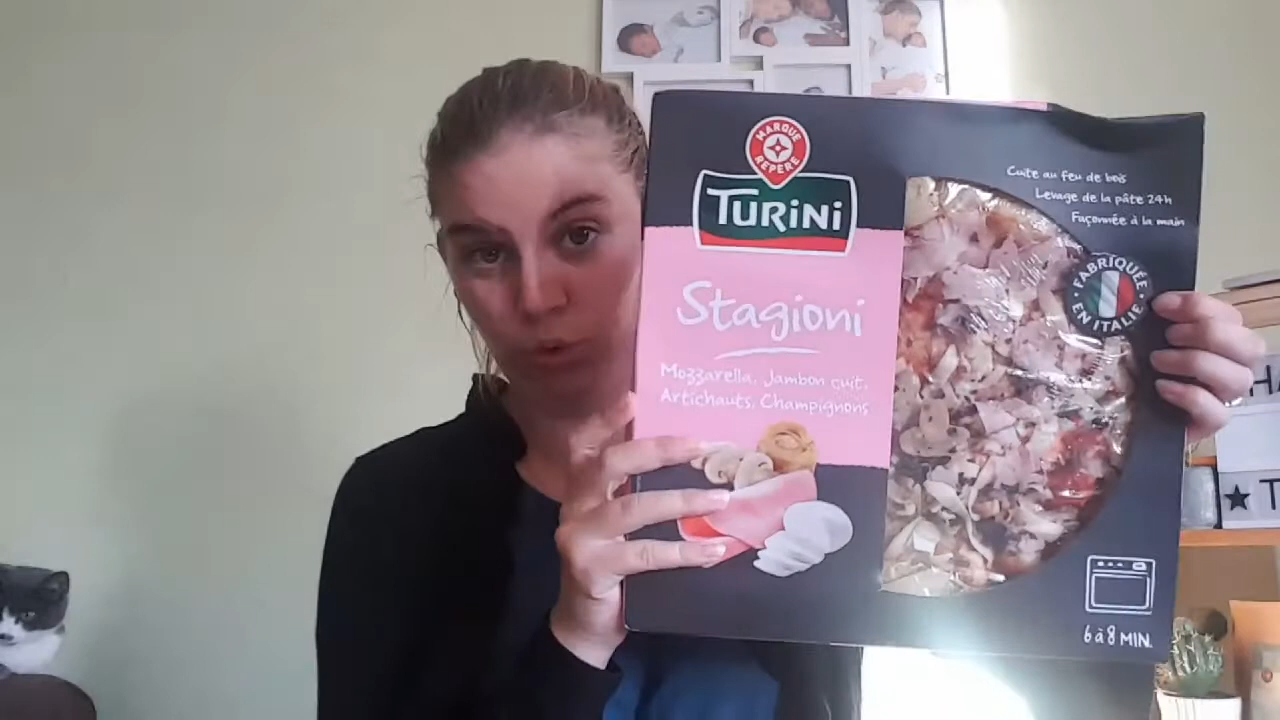 MARQUE
REPÈRE
TURINI
Stagioni
Mozzarella, Jambon cuit,
Artichauts, Champignons
Cuite au feu de bois
Levage de la pâte 24h
Façonnée à la main
FABRIQUÉE
EN ITALIE
6 à 8 MIN.
HA
★ T